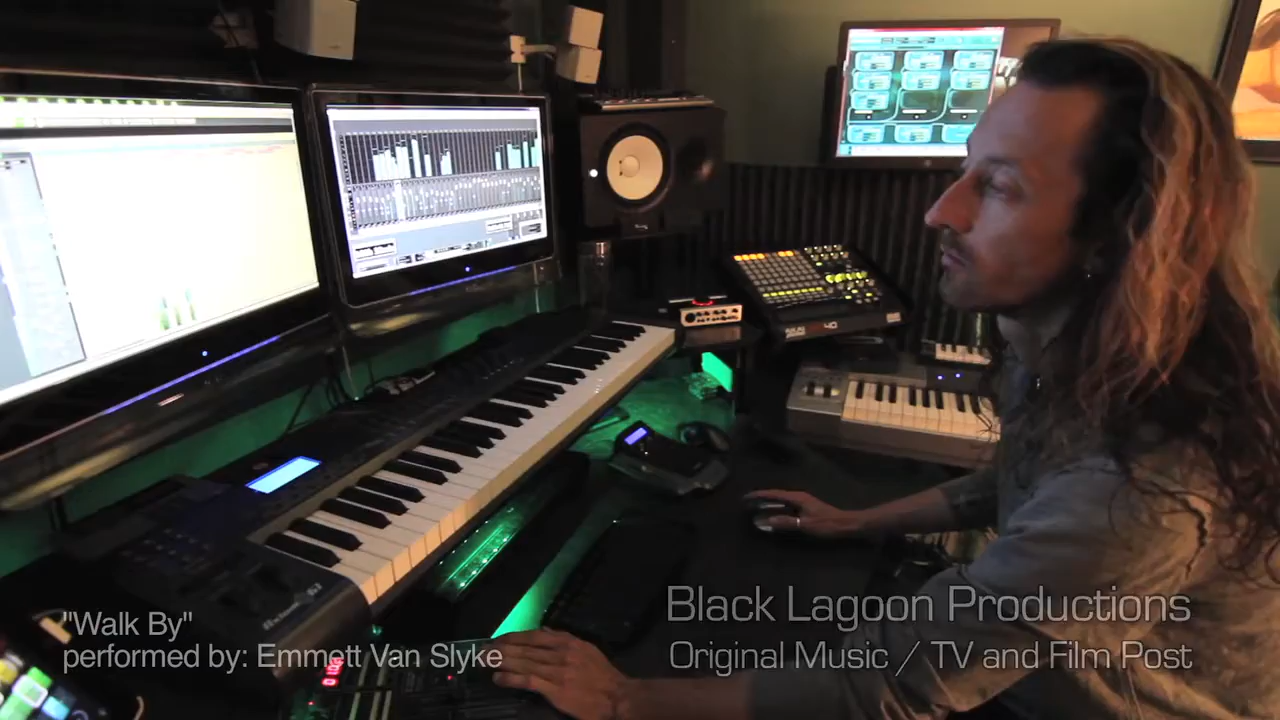 "Walk By"
performed by: Emmett Van Slyke
Black Lagoon Productions
Original Music / TV and Film Post